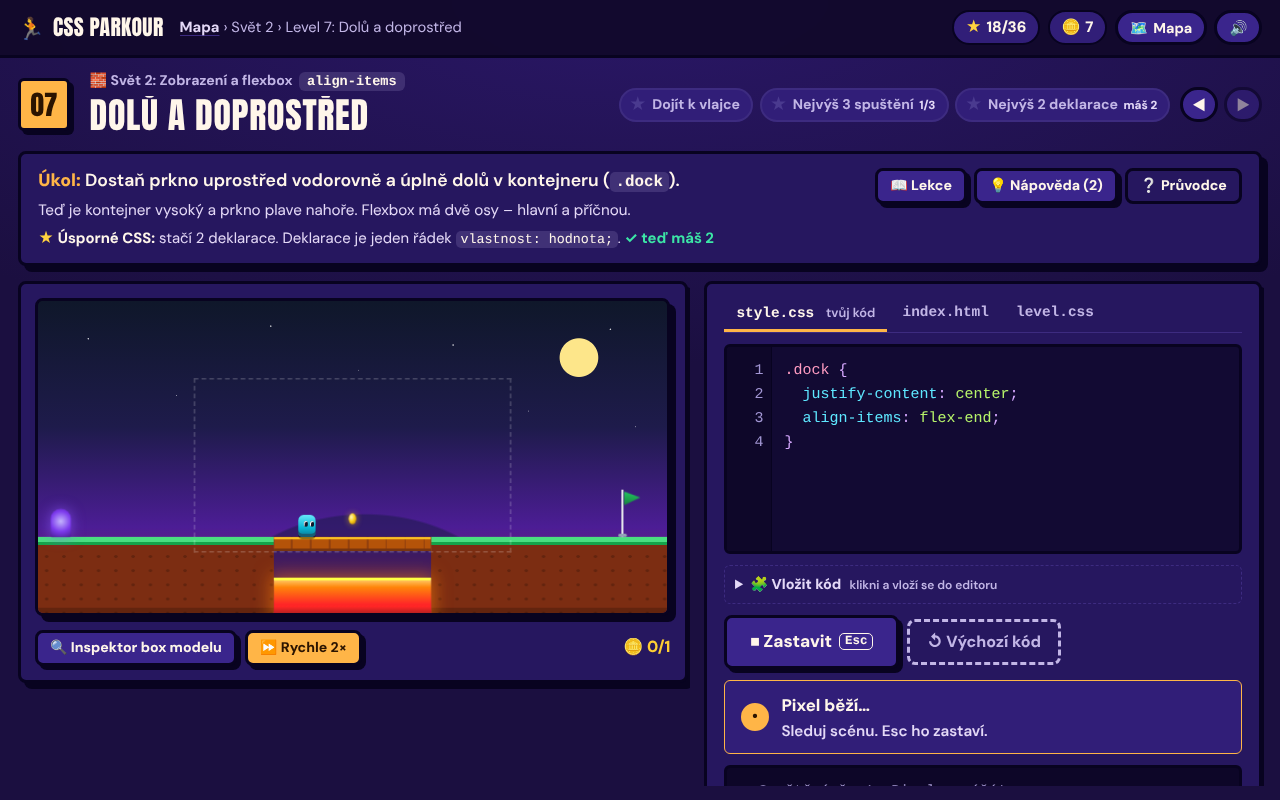 🏃 CSS PARKOUR Mapa › Svět 2 › Level 7: Dolů a doprostřed ★ 18/36 🪙 7 🗺️ Mapa 🔊
🧱 Svět 2: Zobrazení a flexbox align-items
07 DOLŮ A DOPROSTŘED
★ Dojít k vlajce ★ Nejvýš 3 spuštění 1/3 ★ Nejvýš 2 deklarace máš 2 ◀ ▶
Úkol: Dostaň prkno uprostřed vodorovně a úplně dolů v kontejneru (.dock).
📖 Lekce 💡 Nápověda (2) ❔ Průvodce
Teď je kontejner vysoký a prkno plave nahoře. Flexbox má dvě osy – hlavní a příčnou.
★ Úsporné CSS: stačí 2 deklarace. Deklarace je jeden řádek vlastnost: hodnota;. ✓ teď máš 2
🔍 Inspektor box modelu ⏩ Rychle 2× 🪙 0/1
style.css tvůj kód index.html level.css
1 .dock {
2 justify-content: center;
3 align-items: flex-end;
4 }
▶ 🧩 Vložit kód klikni a vloží se do editoru
■ Zastavit Esc ↺ Výchozí kód
Pixel běží…
Sleduj scénu. Esc ho zastaví.